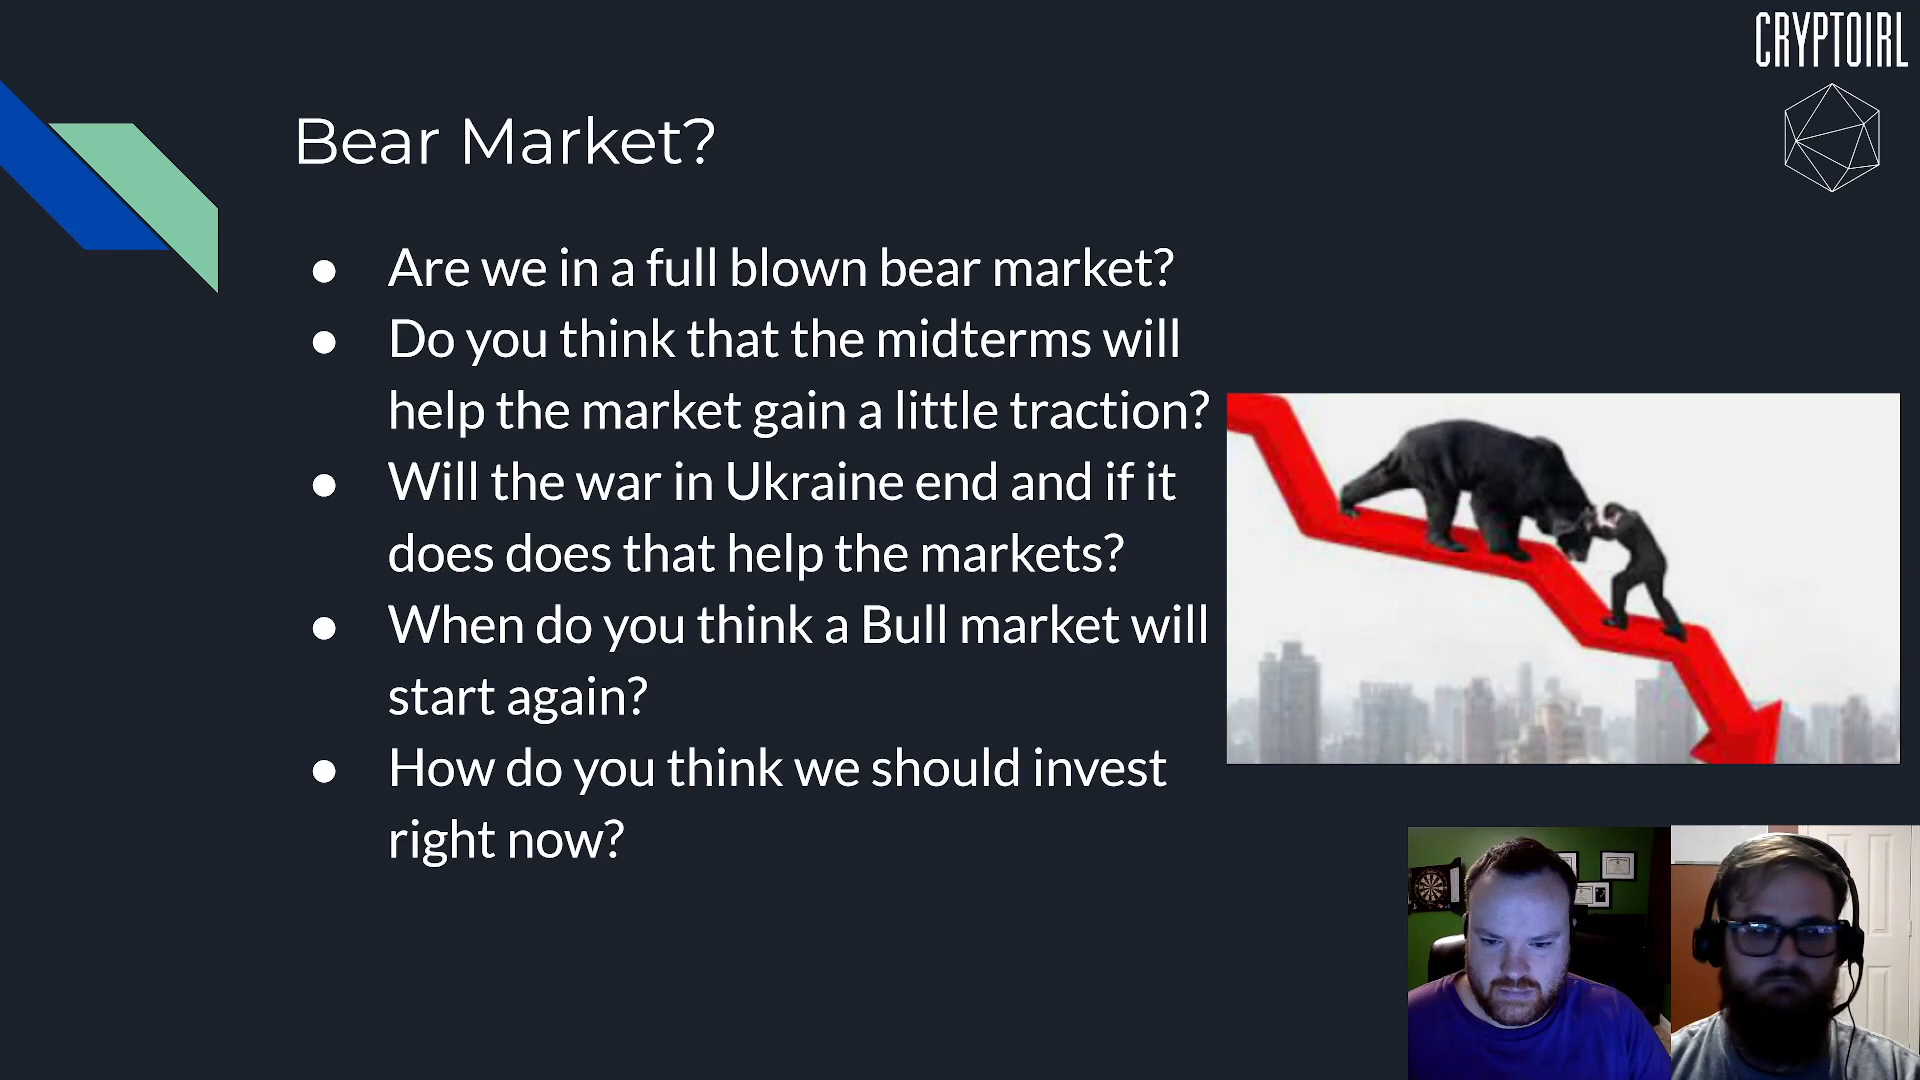 CRYPTOIRL
Bear Market?
● Are we in a full blown bear market?
● Do you think that the midterms will
help the market gain a little traction?
● Will the war in Ukraine end and if it
does does that help the markets?
● When do you think a Bull market will
start again?
● How do you think we should invest
right now?